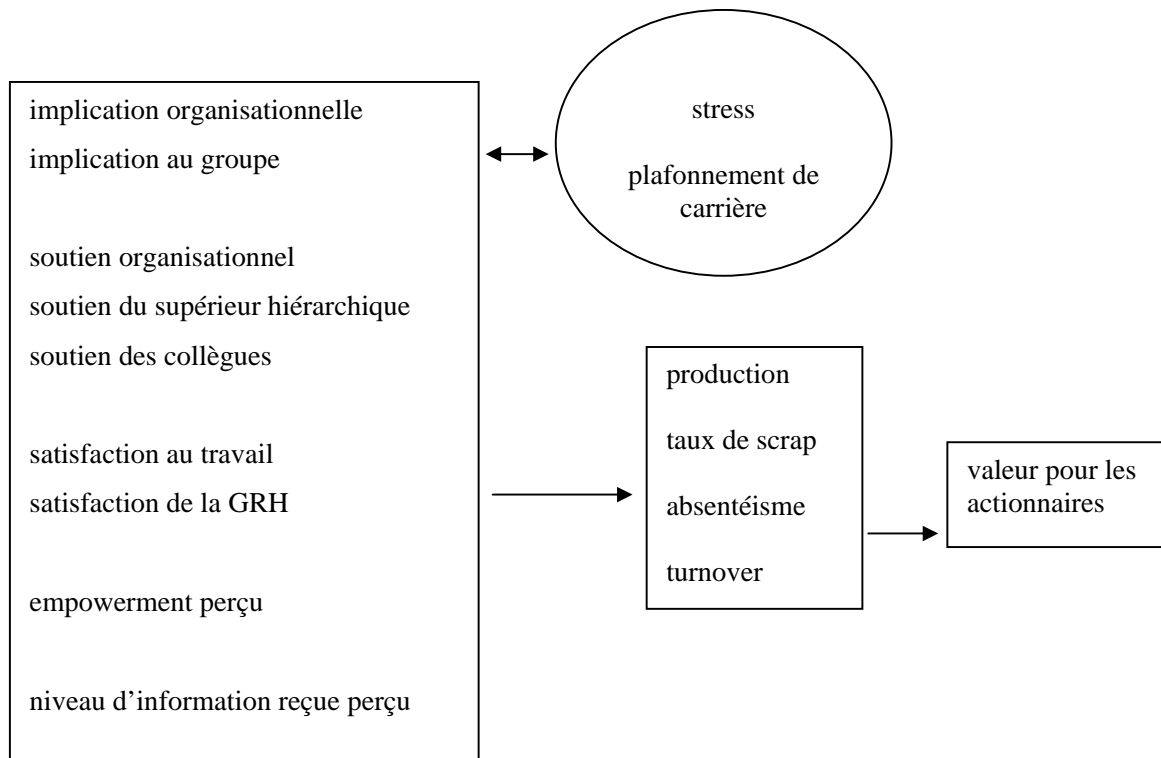 implication organisationnelle
implication au groupe
soutien organisationnel
soutien du supérieur hiérarchique
soutien des collègues
satisfaction au travail
satisfaction de la GRH
empowerment perçu
niveau d’information reçue perçu
stress
plafonnement de
carrière
production
taux de scrap
absentéisme
turnover
valeur pour les
actionnaires